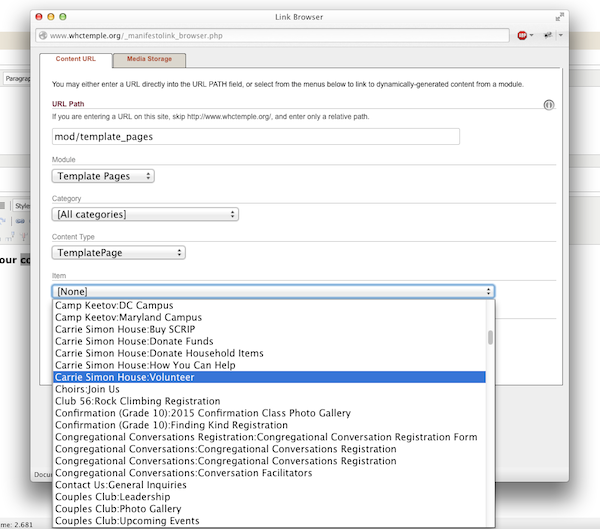 Link Browser
www.whctemple.org/_manifestolink_browser.php
Content URL
Media Storage
You may either enter a URL directly into the URL PATH field, or select from the menus below to link to dynamically-generated content from a module.
URL Path
If you are entering a URL on this site, skip http://www.whctemple.org/, and enter only a relative path.
mod/template_pages
Module
Template Pages
Category
[All categories]
Content Type
TemplatePage
Item
[None]
Camp Keetov:DC Campus
Camp Keetov:Maryland Campus
Carrie Simon House:Buy SCRIP
Carrie Simon House:Donate Funds
Carrie Simon House:Donate Household Items
Carrie Simon House:How You Can Help
Carrie Simon House:Volunteer
Choirs:Join Us
Club 56:Rock Climbing Registration
Confirmation (Grade 10):2015 Confirmation Class Photo Gallery
Confirmation (Grade 10):Finding Kind Registration
Congregational Conversations Registration:Congregational Conversation Registration Form
Congregational Conversations:Congregational Conversations Registration
Congregational Conversations:Congregational Conversations Registration
Congregational Conversations:Conversation Facilitators
Contact Us:General Inquiries
Couples Club:Leadership
Couples Club:Photo Gallery
Couples Club:Upcoming Events
Paragra
Style
our co
Docu
me: 2.681